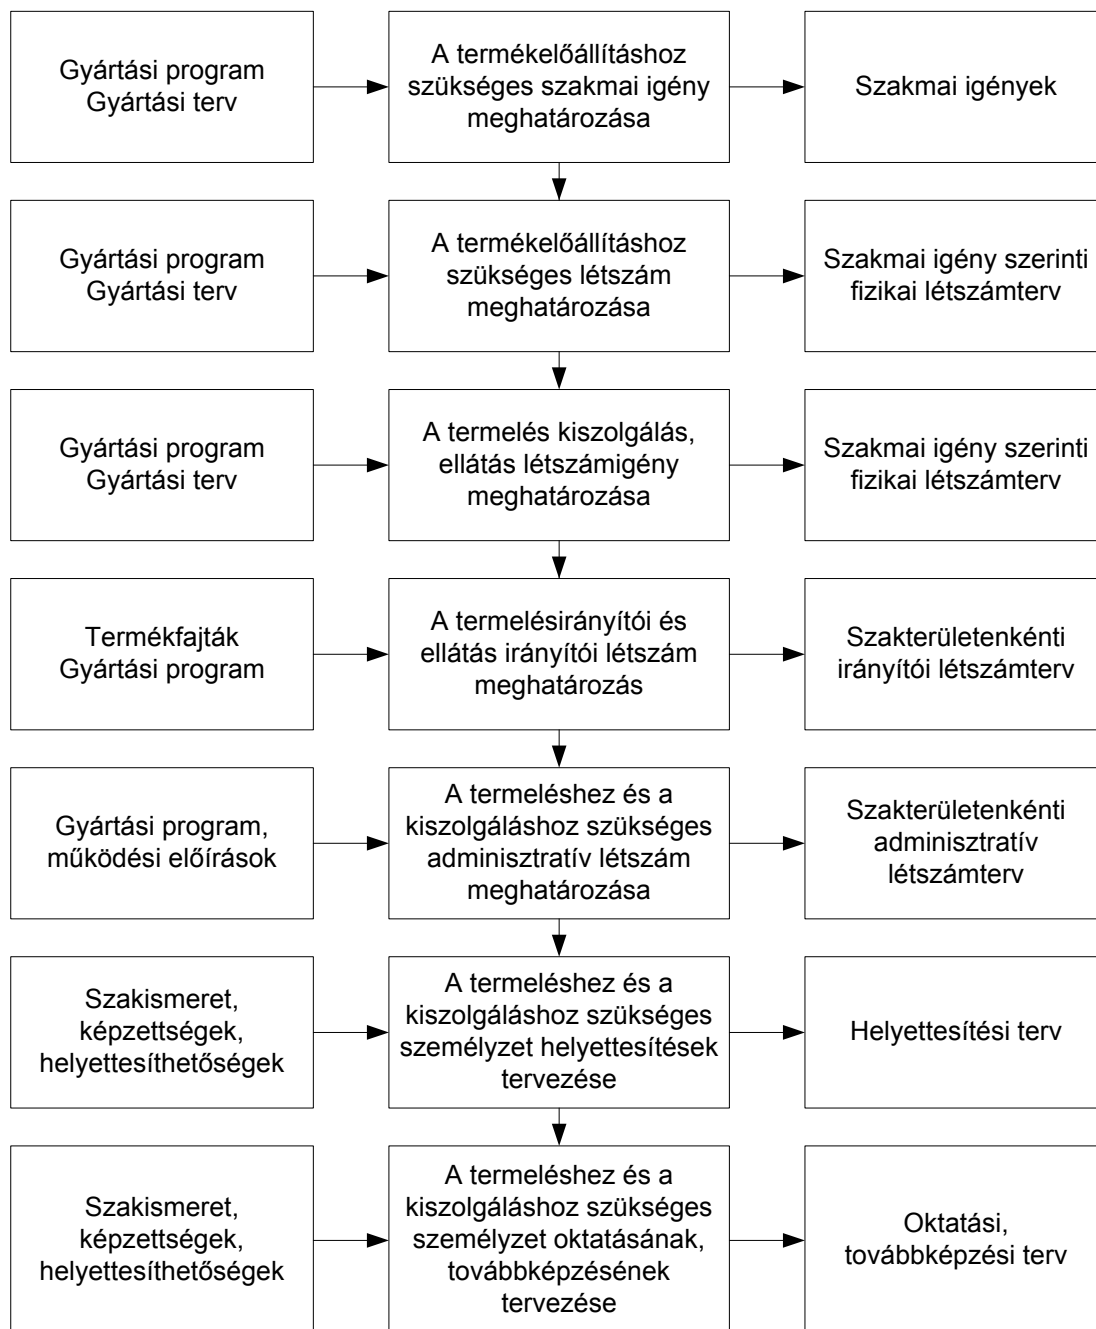 Gyártási program
Gyártási terv
A termékelőállításhoz
szükséges szakmai igény
meghatározása
Szakmai igények
Gyártási program
Gyártási terv
A termékelőállításhoz
szükséges létszám
meghatározása
Szakmai igény szerinti
fizikai létszámterv
Gyártási program
Gyártási terv
A termelés kiszolgálás,
ellátás létszámigény
meghatározása
Szakmai igény szerinti
fizikai létszámterv
Termékfajták
Gyártási program
A termelésirányítói és
ellátás irányítói létszám
meghatározás
Szakterületenkénti
irányítói létszámterv
Gyártási program,
működési előírások
A termeléshez és a
kiszolgáláshoz szükséges
adminisztratív létszám
meghatározása
Szakterületenkénti
adminisztratív
létszámterv
Szakismeret,
képzettségek,
helyettesíthetőségek
A termeléshez és a
kiszolgáláshoz szükséges
személyzet helyettesítések
tervezése
Helyettesítési terv
Szakismeret,
képzettségek,
helyettesíthetőségek
A termeléshez és a
kiszolgáláshoz szükséges
személyzet oktatásának,
továbbképzésének
tervezése
Oktatási,
továbbképzési terv